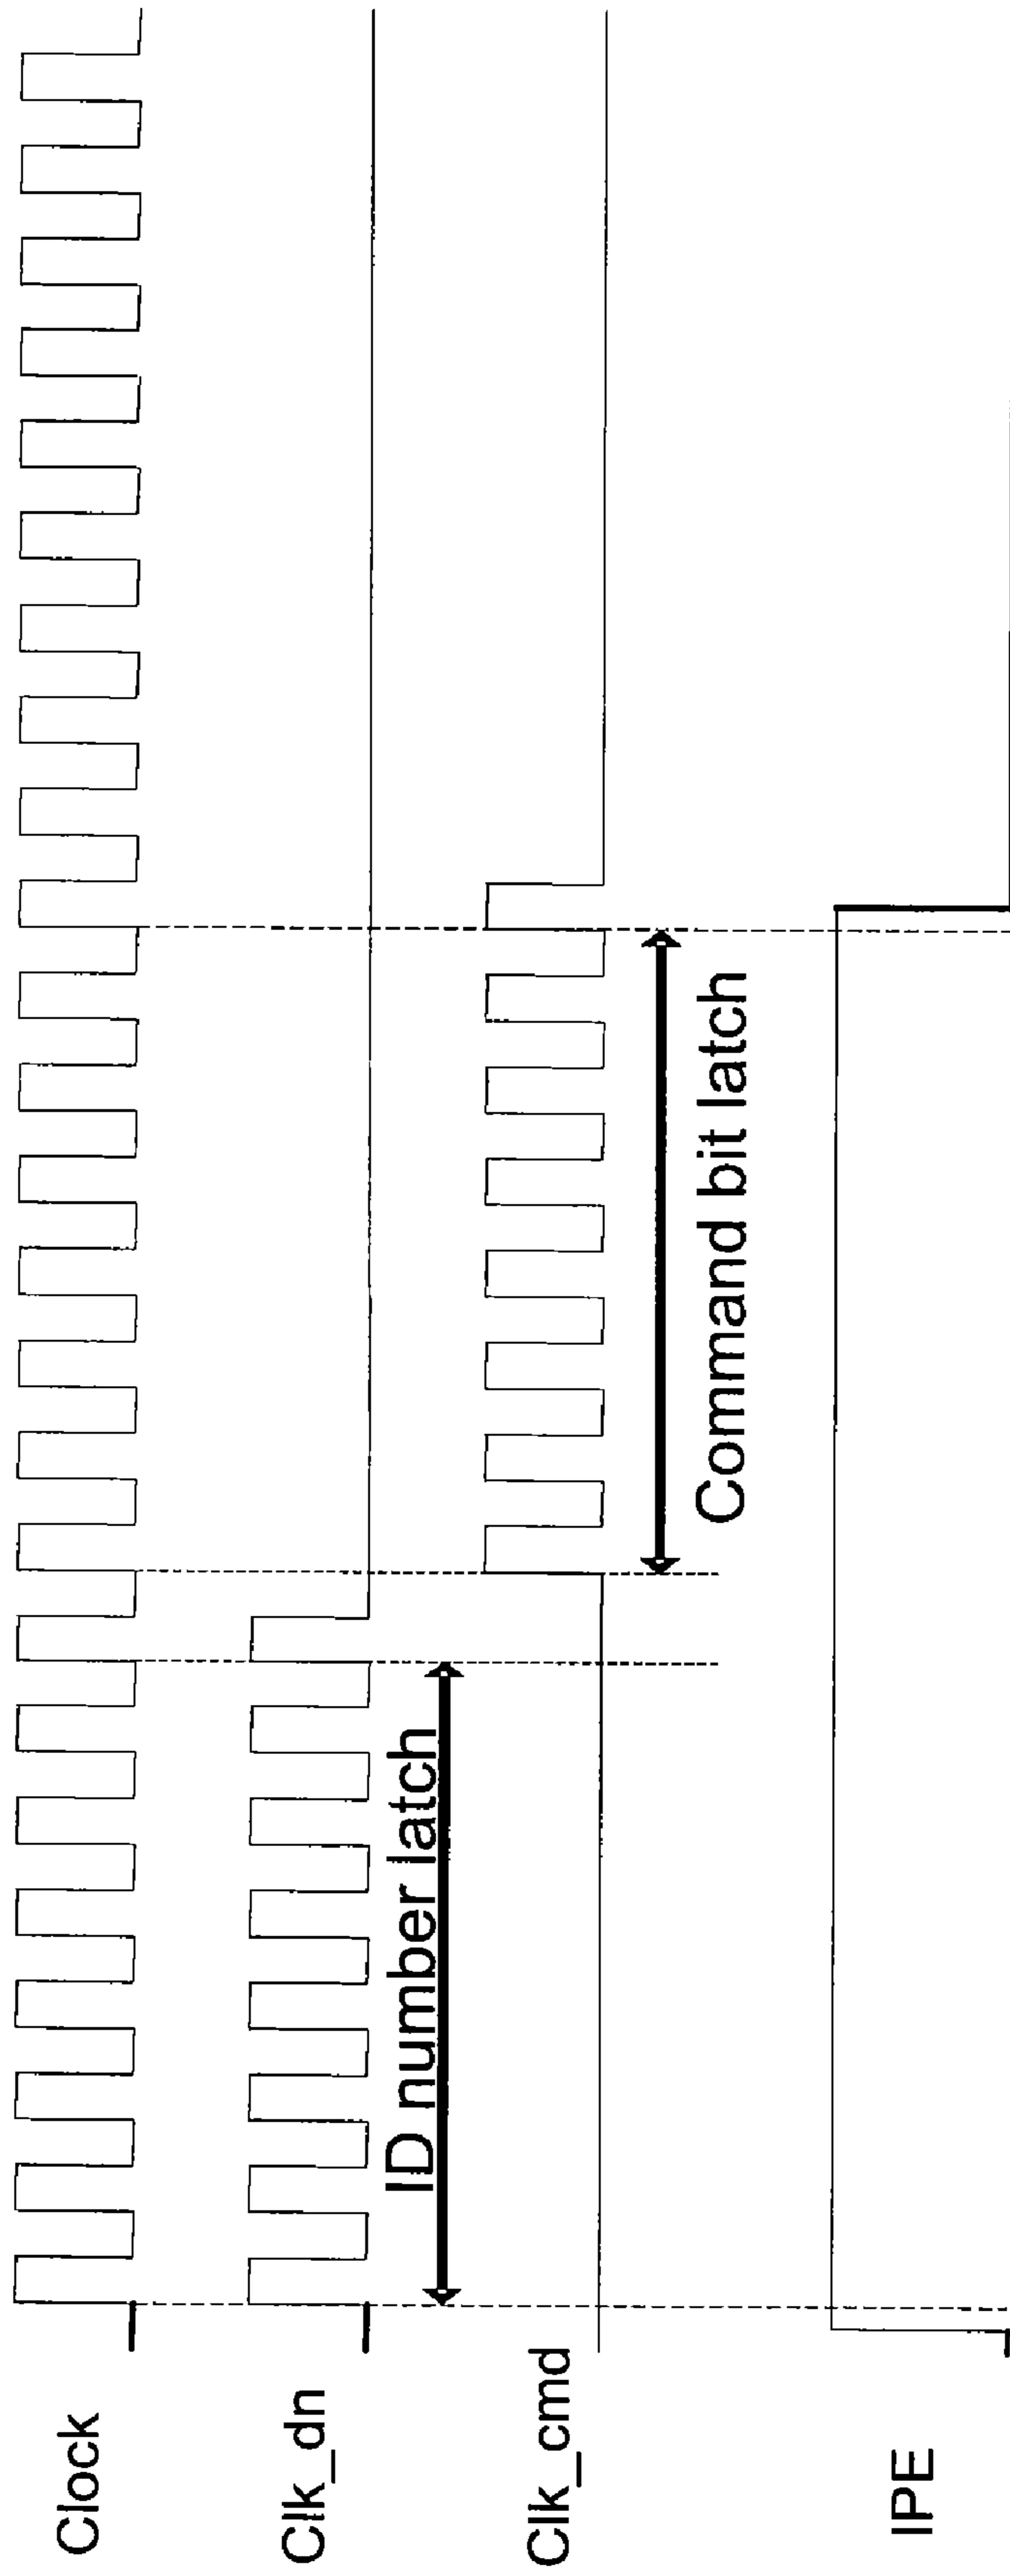 Clock
Clk_dn
ID number latch
Clk_cmd
Command bit latch
IPE